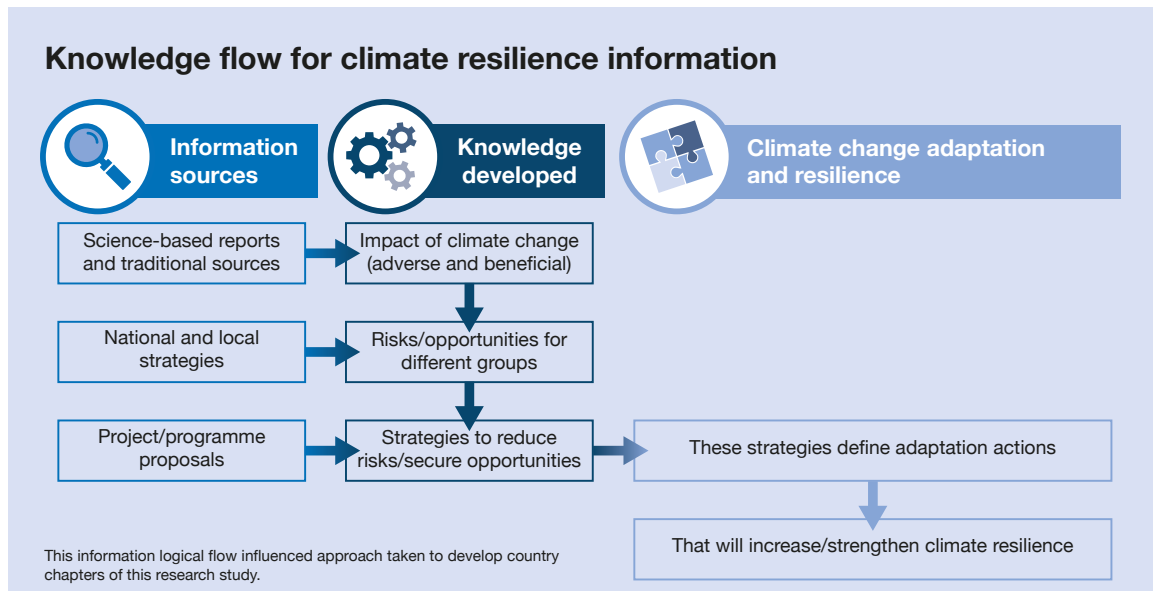 Knowledge flow for climate resilience information
Information
sources
Knowledge
developed
Climate change adaptation
and resilience
Science-based reports
and traditional sources
Impact of climate change
(adverse and beneficial)
National and local
strategies
Risks/opportunities for
different groups
Project/programme
proposals
Strategies to reduce
risks/secure opportunities
These strategies define adaptation actions
That will increase/strengthen climate resilience
This information logical flow influenced approach taken to develop country
chapters of this research study.